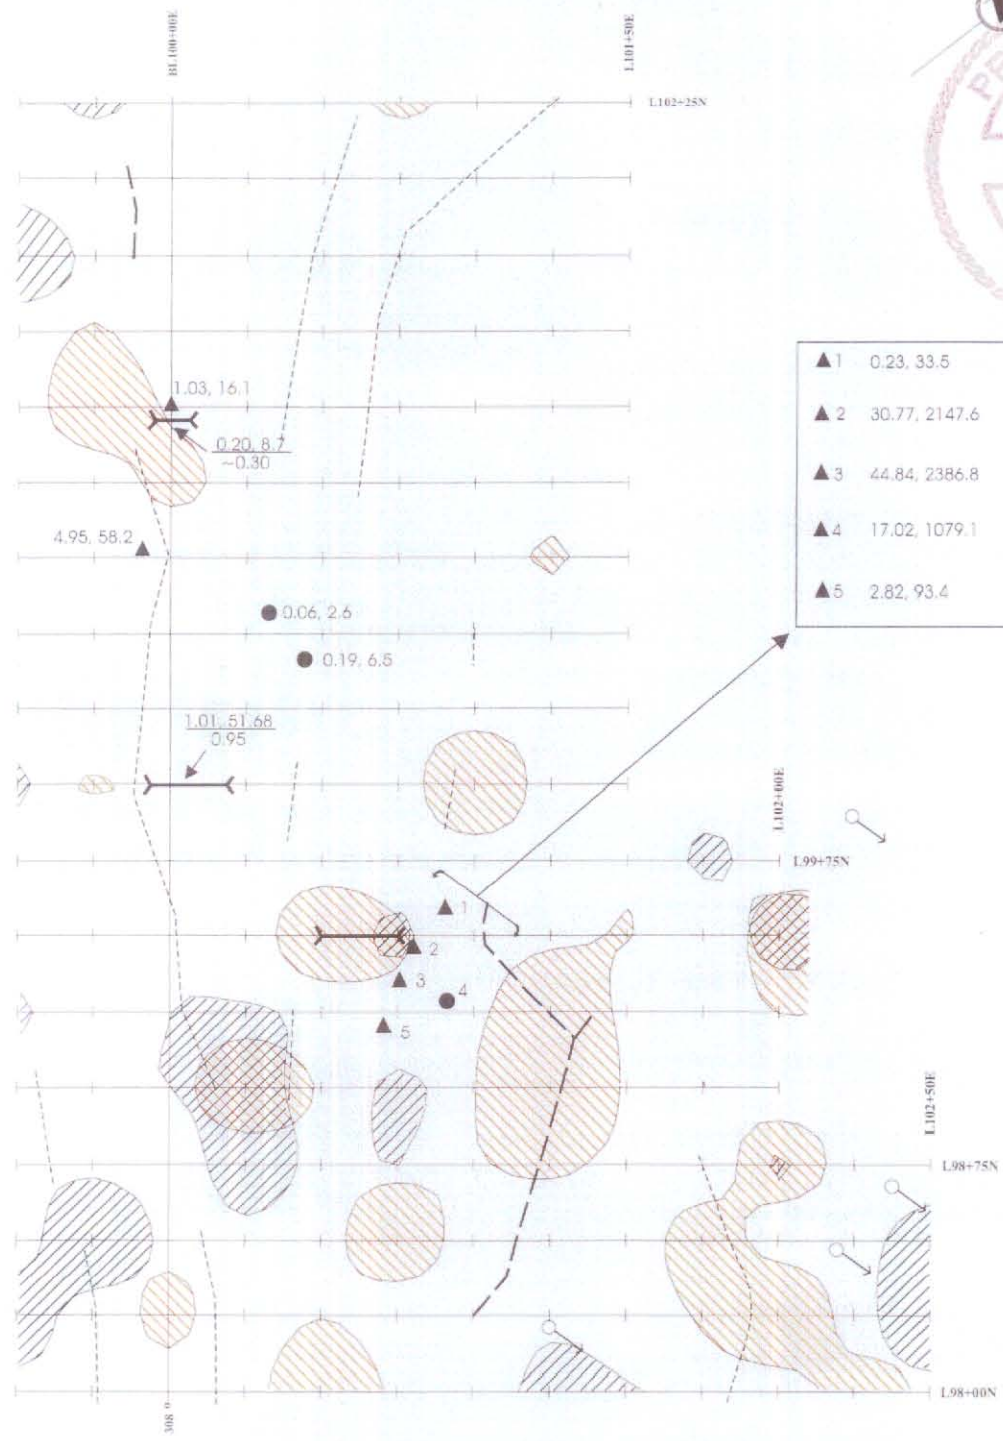 BL100+00E
L101+50E
L102+25N
1.03, 16.1
0.20, 8.7
~0.30
4.95, 58.2
0.06, 2.6
0.19, 6.5
1.01, 51.68
0.95
1 0.23, 33.5
2 30.77, 2147.6
3 44.84, 2386.8
4 17.02, 1079.1
5 2.82, 93.4
L102+00E
L99+75N
1
2
3
4
5
L102+50E
L98+75N
L98+00N
308°